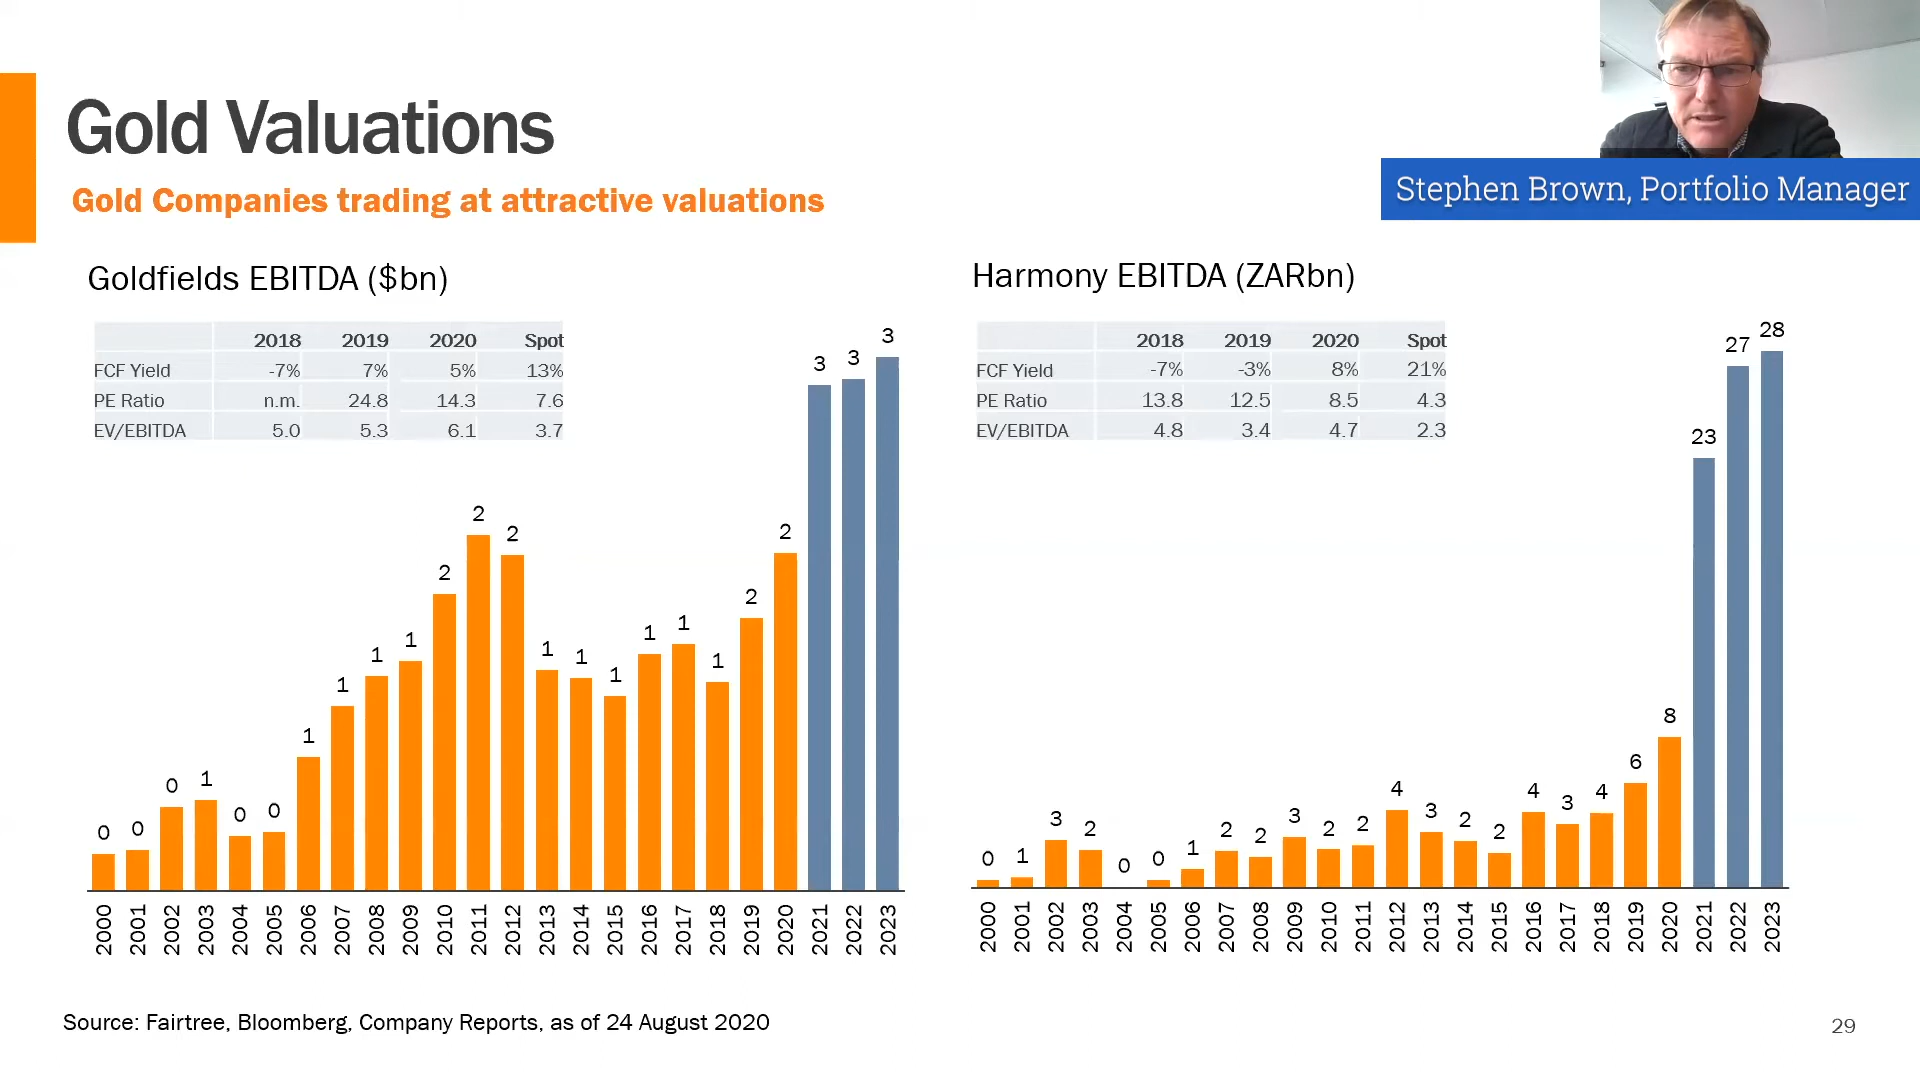 Gold Valuations
Gold Companies trading at attractive valuations
Stephen Brown, Portfolio Manager
Goldfields EBITDA ($bn)
2018 2019 2020 Spot
FCF Yield -7% 7% 5% 13%
PE Ratio n.m. 24.8 14.3 7.6
EV/EBITDA 5.0 5.3 6.1 3.7
0 0 0 1 0 0 1 1 1 1 2 2 2 1 1 1 1 1 1 2 2 3 3 3
2000 2001 2002 2003 2004 2005 2006 2007 2008 2009 2010 2011 2012 2013 2014 2015 2016 2017 2018 2019 2020 2021 2022 2023
Harmony EBITDA (ZARbn)
2018 2019 2020 Spot
FCF Yield -7% -3% 8% 21%
PE Ratio 13.8 12.5 8.5 4.3
EV/EBITDA 4.8 3.4 4.7 2.3
0 1 3 2 0 0 1 2 2 3 2 2 4 3 2 2 4 3 4 6 8 23 27 28
2000 2001 2002 2003 2004 2005 2006 2007 2008 2009 2010 2011 2012 2013 2014 2015 2016 2017 2018 2019 2020 2021 2022 2023
Source: Fairtree, Bloomberg, Company Reports, as of 24 August 2020
29